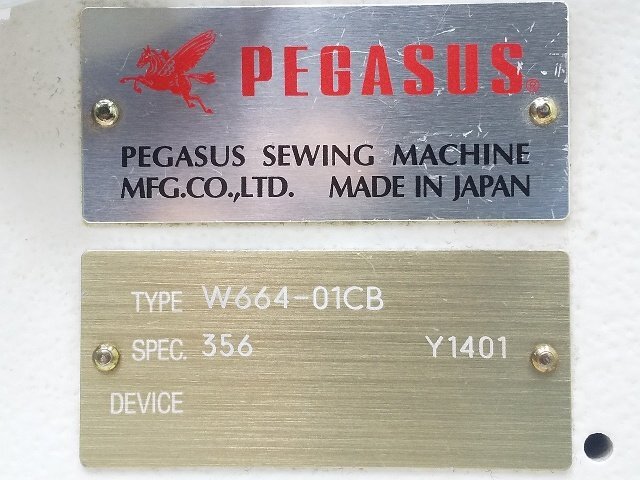 PEGASUS®
PEGASUS SEWING MACHINE
MFG.CO.,LTD. MADE IN JAPAN
TYPE W664-01CB
SPEC. 356 Y1401
DEVICE